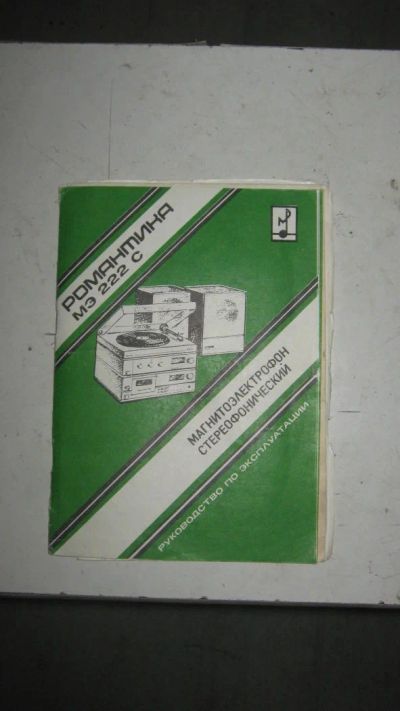 РОМАНТИКА
МЭ 222 С
МАГНИТОЭЛЕКТРОФОН
СТЕРЕОФОНИЧЕСКИЙ
РУКОВОДСТВО ПО ЭКСПЛУАТАЦИИ